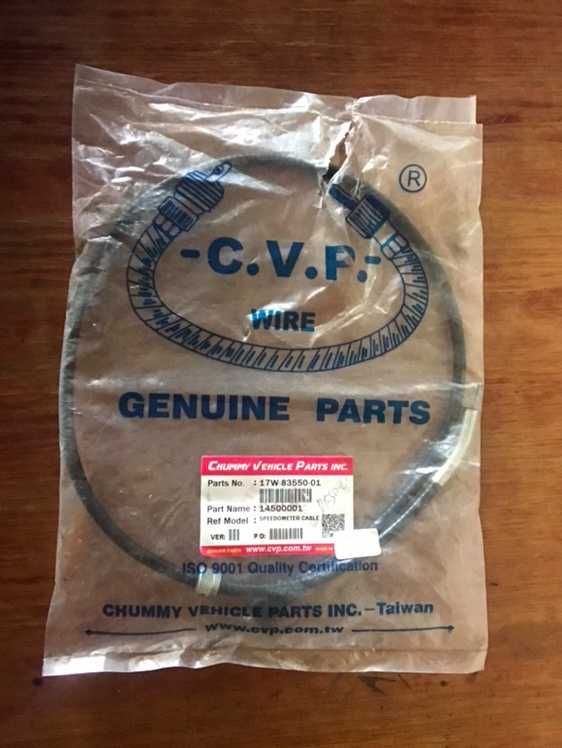 ®
-C.V.P.-
WIRE
GENUINE PARTS
CHUMMY VEHICLE PARTS INC.
Parts No. : 17W-83550-01
Part Name : 14500001
Ref Model : SPEEDOMETER CABLE
VER: P D:
www.cvp.com.tw
ISO 9001 Quality Certification
CHUMMY VEHICLE PARTS INC.-Taiwan
www.cvp.com.tw